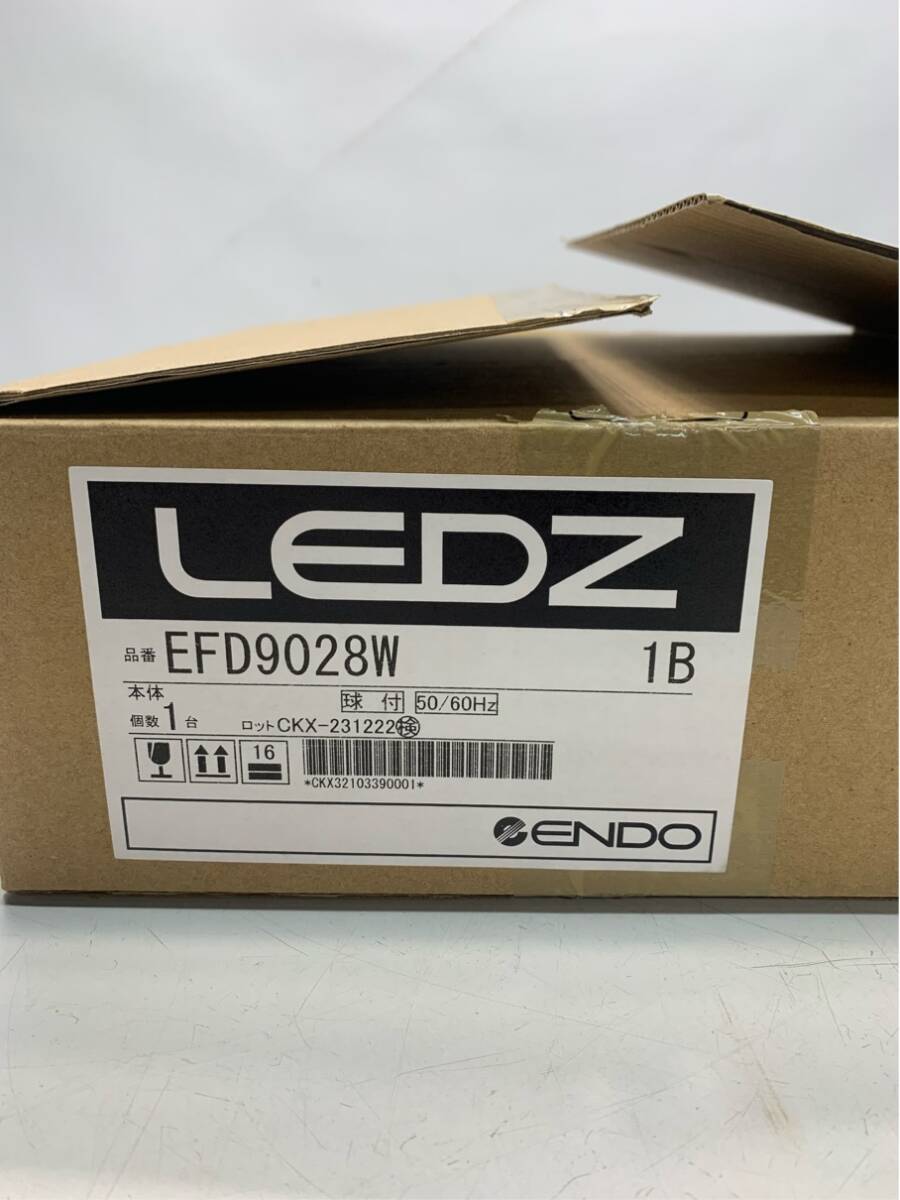 LEDZ
品番 EFD9028W 1B
本体 球付 50/60Hz
個数 1台 ロット CKX-231222 検
16
*CKX32103390001*
ENDO